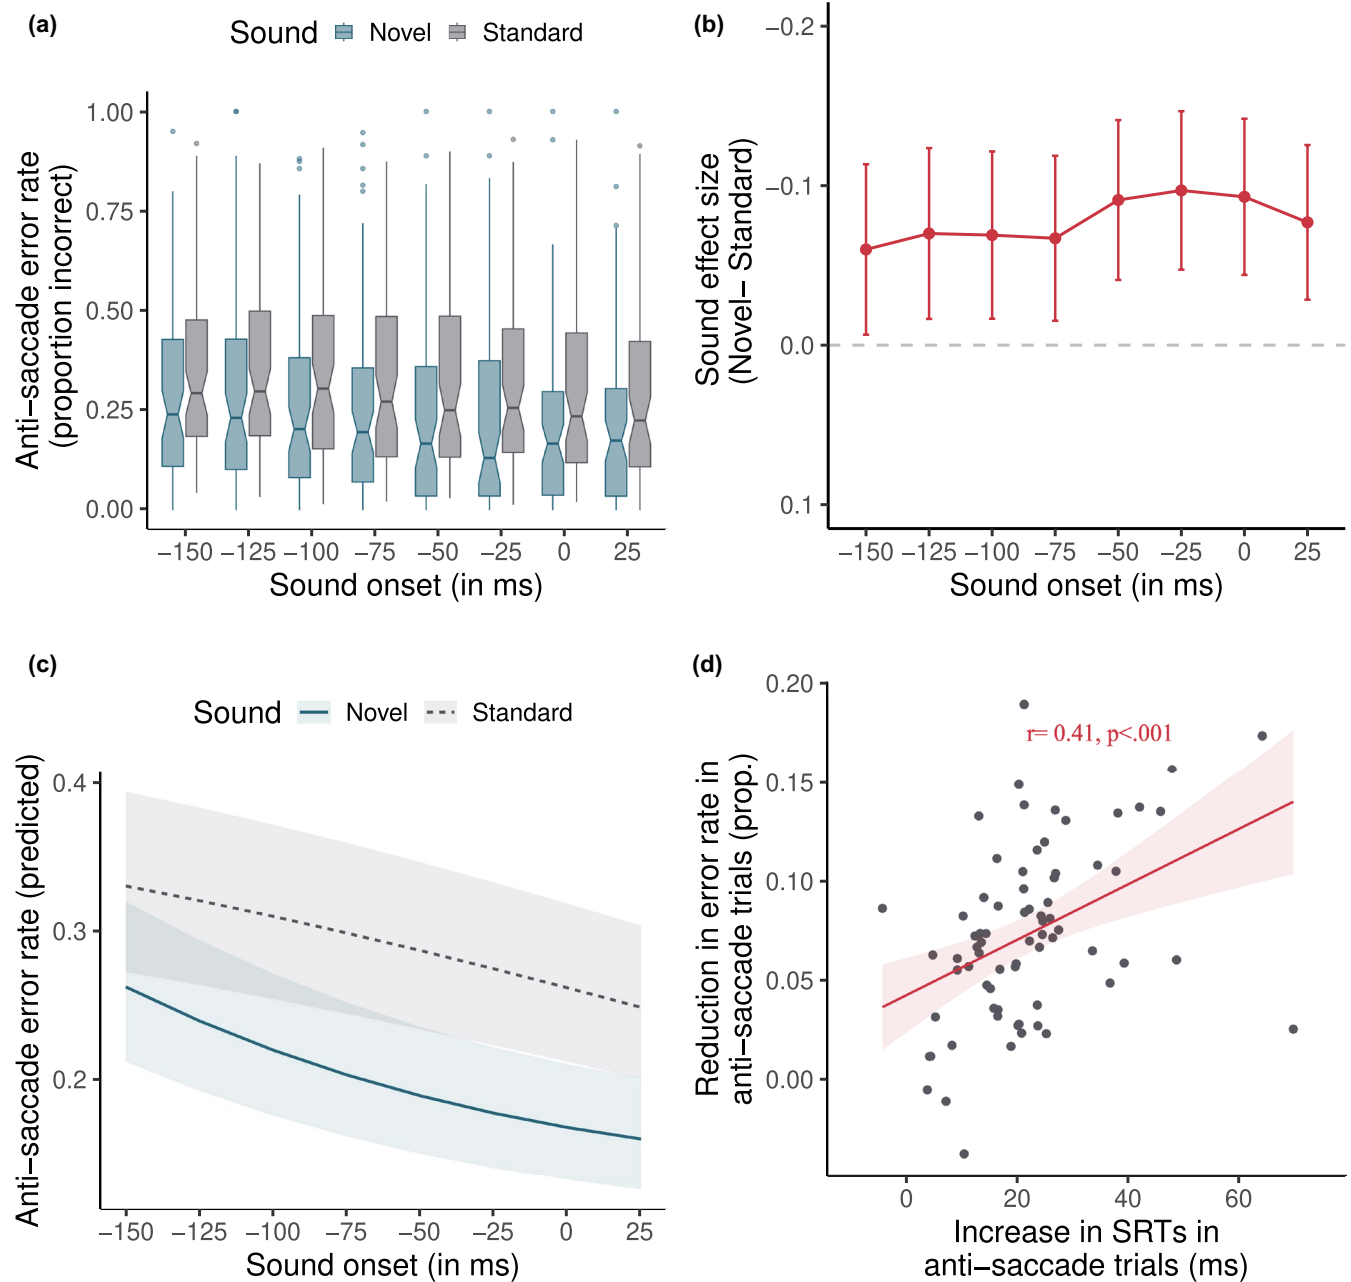 (a)
Sound Novel Standard
Anti−saccade error rate
(proportion incorrect)
1.00
0.75
0.50
0.25
0.00
−150 −125 −100 −75 −50 −25 0 25
Sound onset (in ms)
(b)
Sound effect size
(Novel− Standard)
−0.2
−0.1
0.0
0.1
−150 −125 −100 −75 −50 −25 0 25
Sound onset (in ms)
(c)
Sound Novel Standard
Anti−saccade error rate (predicted)
0.4
0.3
0.2
−150 −125 −100 −75 −50 −25 0 25
Sound onset (in ms)
(d)
Reduction in error rate in
anti−saccade trials (prop.)
0.20
0.15
0.10
0.05
0.00
r= 0.41, p<.001
0 20 40 60
Increase in SRTs in
anti−saccade trials (ms)